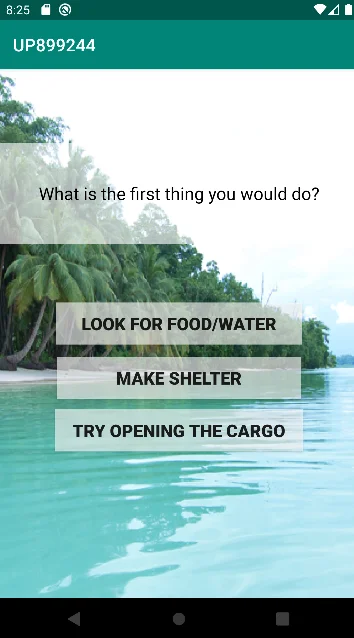 8:25
UP899244
What is the first thing you would do?
LOOK FOR FOOD/WATER
MAKE SHELTER
TRY OPENING THE CARGO